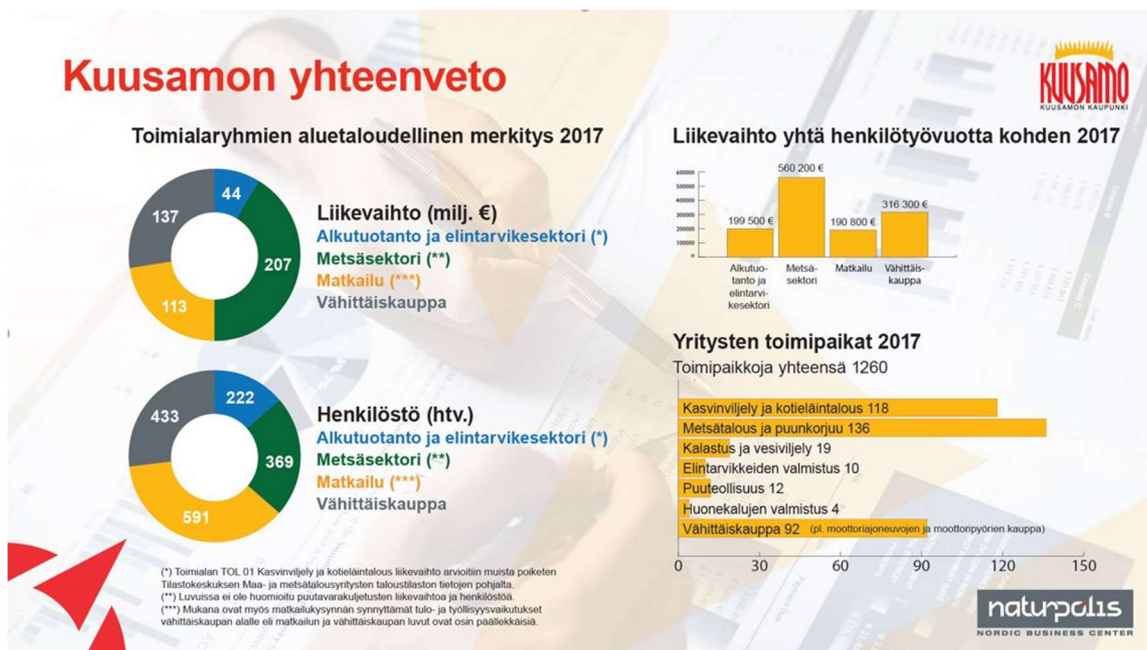 Kuusamon yhteenveto
KUUSAMO
KUUSAMON KAUPUNKI
Toimialaryhmien aluetaloudellinen merkitys 2017
44
137
207
113
Liikevaihto (milj. €)
Alkutuotanto ja elintarvikesektori (*)
Metsäsektori (**)
Matkailu (***)
Vähittäiskauppa
222
433
369
591
Henkilöstö (htv.)
Alkutuotanto ja elintarvikesektori (*)
Metsäsektori (**)
Matkailu (***)
Vähittäiskauppa
(*) Toimialan TOL 01 Kasvinviljely ja kotieläintalous liikevaihto arvioitiin muista poiketen
Tilastokeskuksen Maa- ja metsätalousyritysten taloustilaston tietojen pohjalta.
(**) Luvuissa ei ole huomioitu puutavarakuljetusten liikevaihtoa ja henkilöstöä.
(***) Mukana ovat myös matkailukysynnän synnyttämät tulo- ja työllisyysvaikutukset
vähittäiskaupan alalle eli matkailun ja vähittäiskaupan luvut ovat osin päällekkäisiä.
Liikevaihto yhtä henkilötyövuotta kohden 2017
600000
500000
400000
300000
200000
100000
0
199 500 €
560 200 €
190 800 €
316 300 €
Alkutuo-
tanto ja
elintarvi-
kesektori
Metsä-
sektori
Matkailu
Vähittäis-
kauppa
Yritysten toimipaikat 2017
Toimipaikkoja yhteensä 1260
Kasvinviljely ja kotieläintalous 118
Metsätalous ja puunkorjuu 136
Kalastus ja vesiviljely 19
Elintarvikkeiden valmistus 10
Puuteollisuus 12
Huonekalujen valmistus 4
Vähittäiskauppa 92 (pl. moottoriajoneuvojen ja moottoripyörien kauppa)
0 30 60 90 120 150
naturpolis
NORDIC BUSINESS CENTER